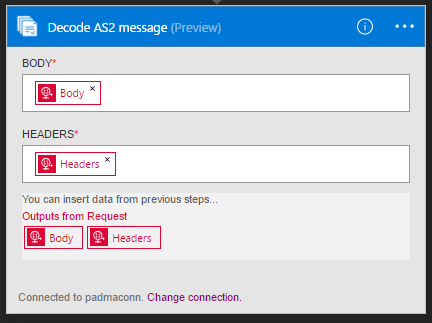 Decode AS2 message (Preview)
BODY*
Body ×
HEADERS*
Headers ×
You can insert data from previous steps...
Outputs from Request
Body Headers
Connected to padmaconn. Change connection.